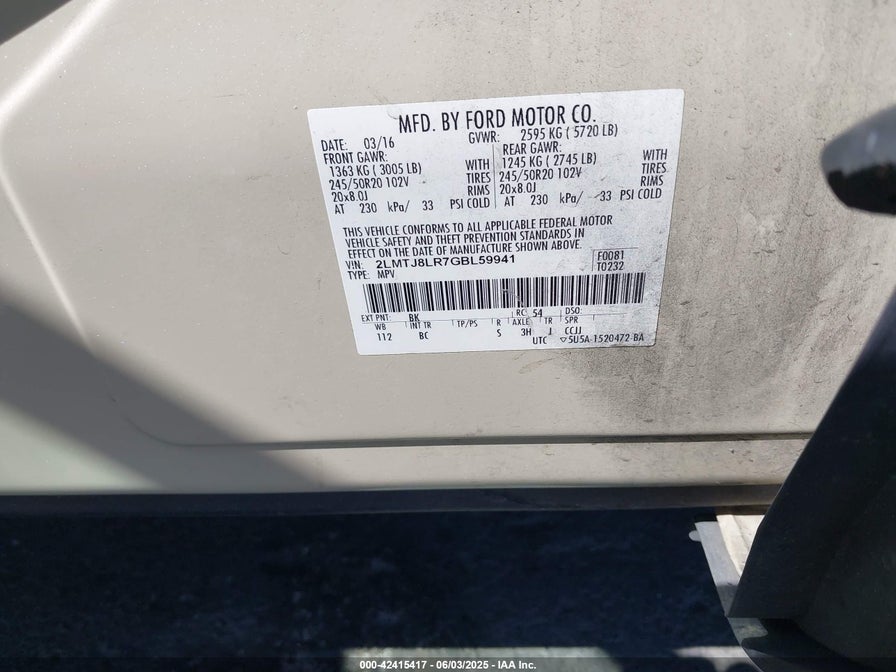 MFD. BY FORD MOTOR CO.
DATE: 03/16 GVWR: 2595 KG ( 5720 LB)
FRONT GAWR: REAR GAWR:
1363 KG ( 3005 LB) WITH 1245 KG ( 2745 LB) WITH
245/50R20 102V TIRES 245/50R20 102V TIRES
20x8.0J RIMS 20x8.0J RIMS
AT 230 kPa/ 33 PSI COLD AT 230 kPa/ 33 PSI COLD
THIS VEHICLE CONFORMS TO ALL APPLICABLE FEDERAL MOTOR
VEHICLE SAFETY AND THEFT PREVENTION STANDARDS IN
EFFECT ON THE DATE OF MANUFACTURE SHOWN ABOVE.
VIN: 2LMTJ8LR7GBL59941 F0081
TYPE: MPV T0232
EXT PNT: BK RC: 54 DSO:
WB INT TR TP/PS R AXLE TR SPR
112 BC S 3H J CCJJ
UTC ▽5U5A-1520472-BA
000-42415417 - 06/03/2025 - IAA Inc.